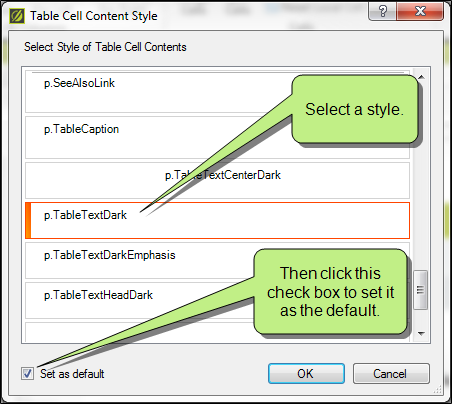 Table Cell Content Style
Select Style of Table Cell Contents
p.SeeAlsoLink
Select a style.
p.TableCaption
p.TableTextCenterDark
p.TableTextDark
p.TableTextDarkEmphasis
p.TableTextHeadDark
Then click this
check box to set it
as the default.
Set as default
OK
Cancel